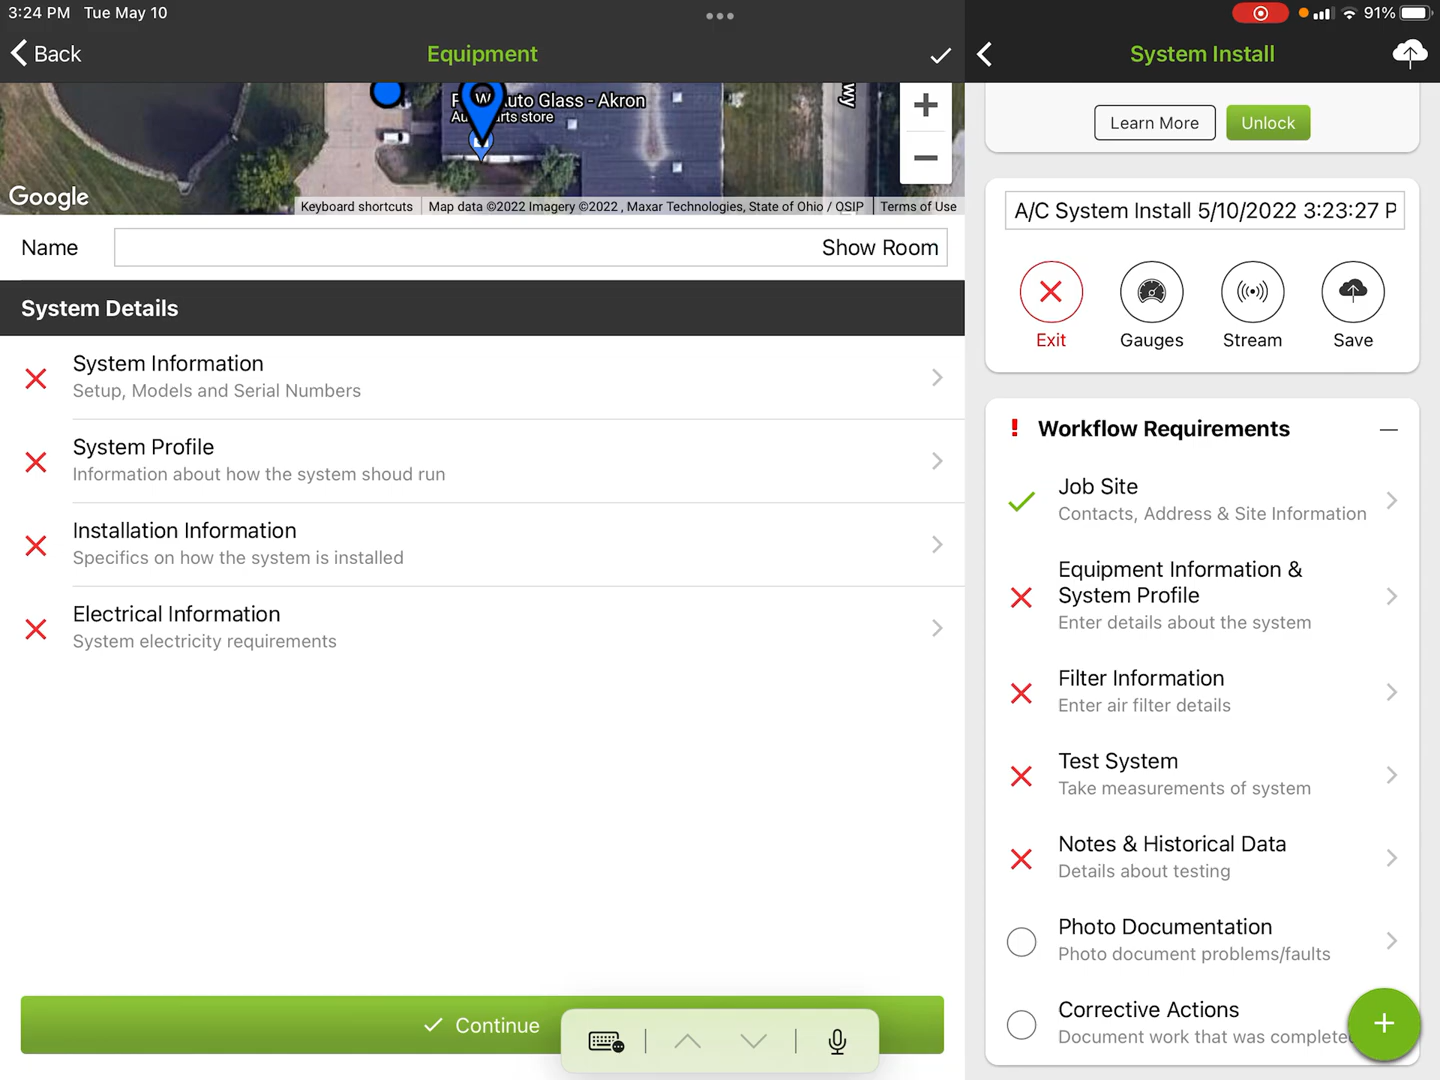 3:24 PM Tue May 10
91%
Back
Equipment
Auto Glass - Akron
Google
Keyboard shortcuts
Map data ©2022 Imagery ©2022 , Maxar Technologies, State of Ohio / OSIP
Terms of Use
Name
Show Room
System Details
System Information
Setup, Models and Serial Numbers
System Profile
Information about how the system shoud run
Installation Information
Specifics on how the system is installed
Electrical Information
System electricity requirements
Continue
System Install
Learn More
Unlock
A/C System Install 5/10/2022 3:23:27 P
Exit
Gauges
Stream
Save
Workflow Requirements
Job Site
Contacts, Address & Site Information
Equipment Information &
System Profile
Enter details about the system
Filter Information
Enter air filter details
Test System
Take measurements of system
Notes & Historical Data
Details about testing
Photo Documentation
Photo document problems/faults
Corrective Actions
Document work that was complete